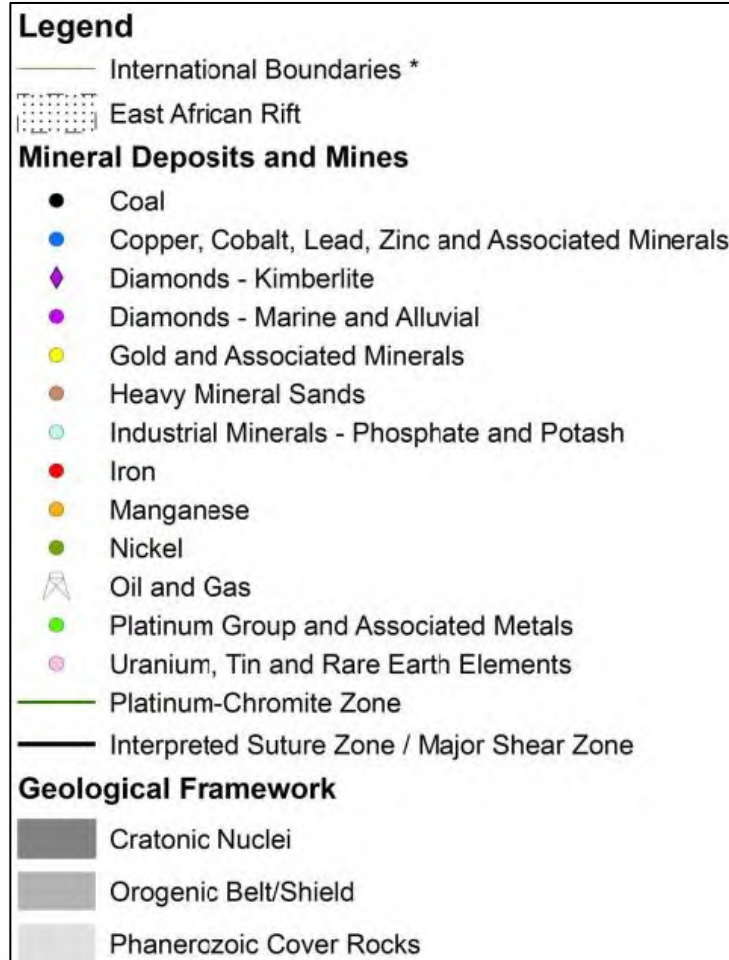 Legend
International Boundaries *
East African Rift
Mineral Deposits and Mines
Coal
Copper, Cobalt, Lead, Zinc and Associated Minerals
Diamonds - Kimberlite
Diamonds - Marine and Alluvial
Gold and Associated Minerals
Heavy Mineral Sands
Industrial Minerals - Phosphate and Potash
Iron
Manganese
Nickel
Oil and Gas
Platinum Group and Associated Metals
Uranium, Tin and Rare Earth Elements
Platinum-Chromite Zone
Interpreted Suture Zone / Major Shear Zone
Geological Framework
Cratonic Nuclei
Orogenic Belt/Shield
Phanerozoic Cover Rocks